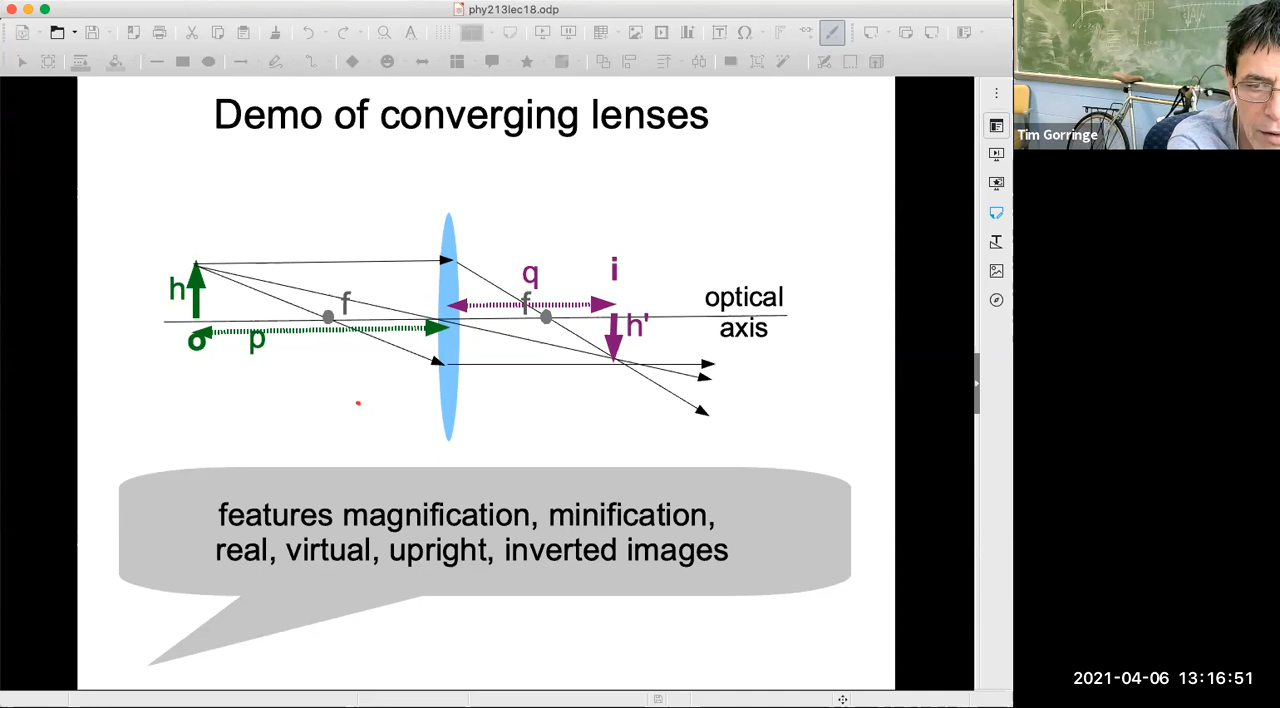 phy213lec18.odp
Tim Gorringe
Demo of converging lenses
h
f
q
f
i
optical
axis
h'
o
p
features magnification, minification,
real, virtual, upright, inverted images
2021-04-06 13:16:51